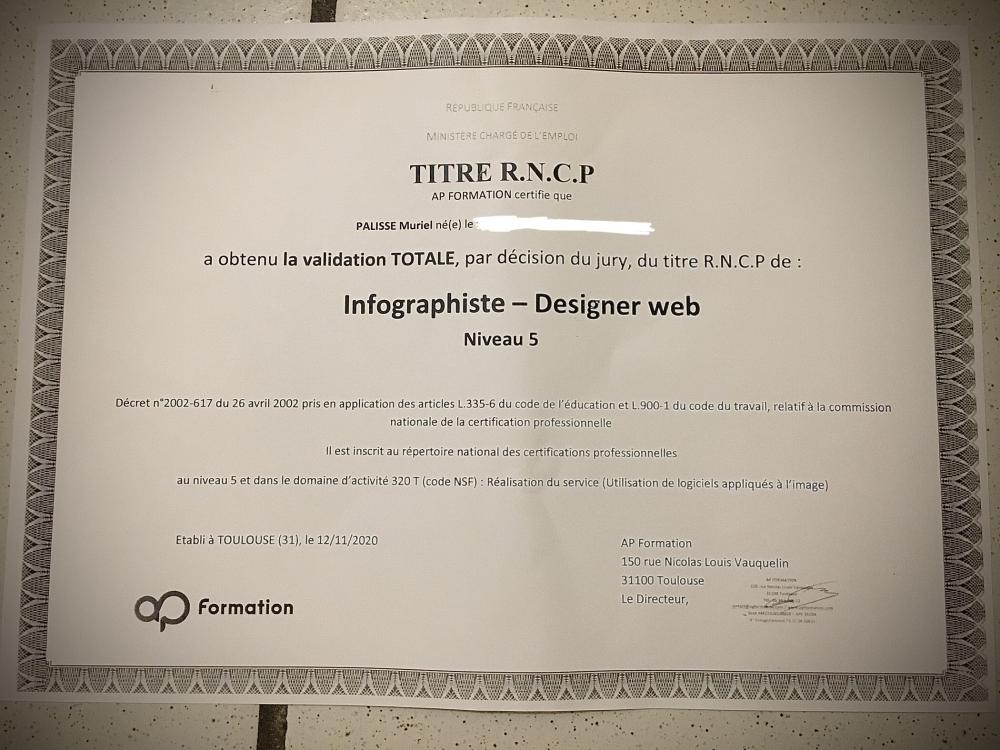 RÉPUBLIQUE FRANÇAISE
MINISTÈRE CHARGÉ DE L'EMPLOI
TITRE R.N.C.P
AP FORMATION certifie que
PALISSE Muriel né(e) le
a obtenu la validation TOTALE, par décision du jury, du titre R.N.C.P de :
Infographiste – Designer web
Niveau 5
Décret n°2002-617 du 26 avril 2002 pris en application des articles L.335-6 du code de l'éducation et L.900-1 du code du travail, relatif à la commission
nationale de la certification professionnelle
Il est inscrit au répertoire national des certifications professionnelles
au niveau 5 et dans le domaine d'activité 320 T (code NSF) : Réalisation du service (Utilisation de logiciels appliqués à l'image)
Etabli à TOULOUSE (31), le 12/11/2020
AP Formation
150 rue Nicolas Louis Vauquelin
31100 Toulouse
Le Directeur,
AP FORMATION
ap Formation